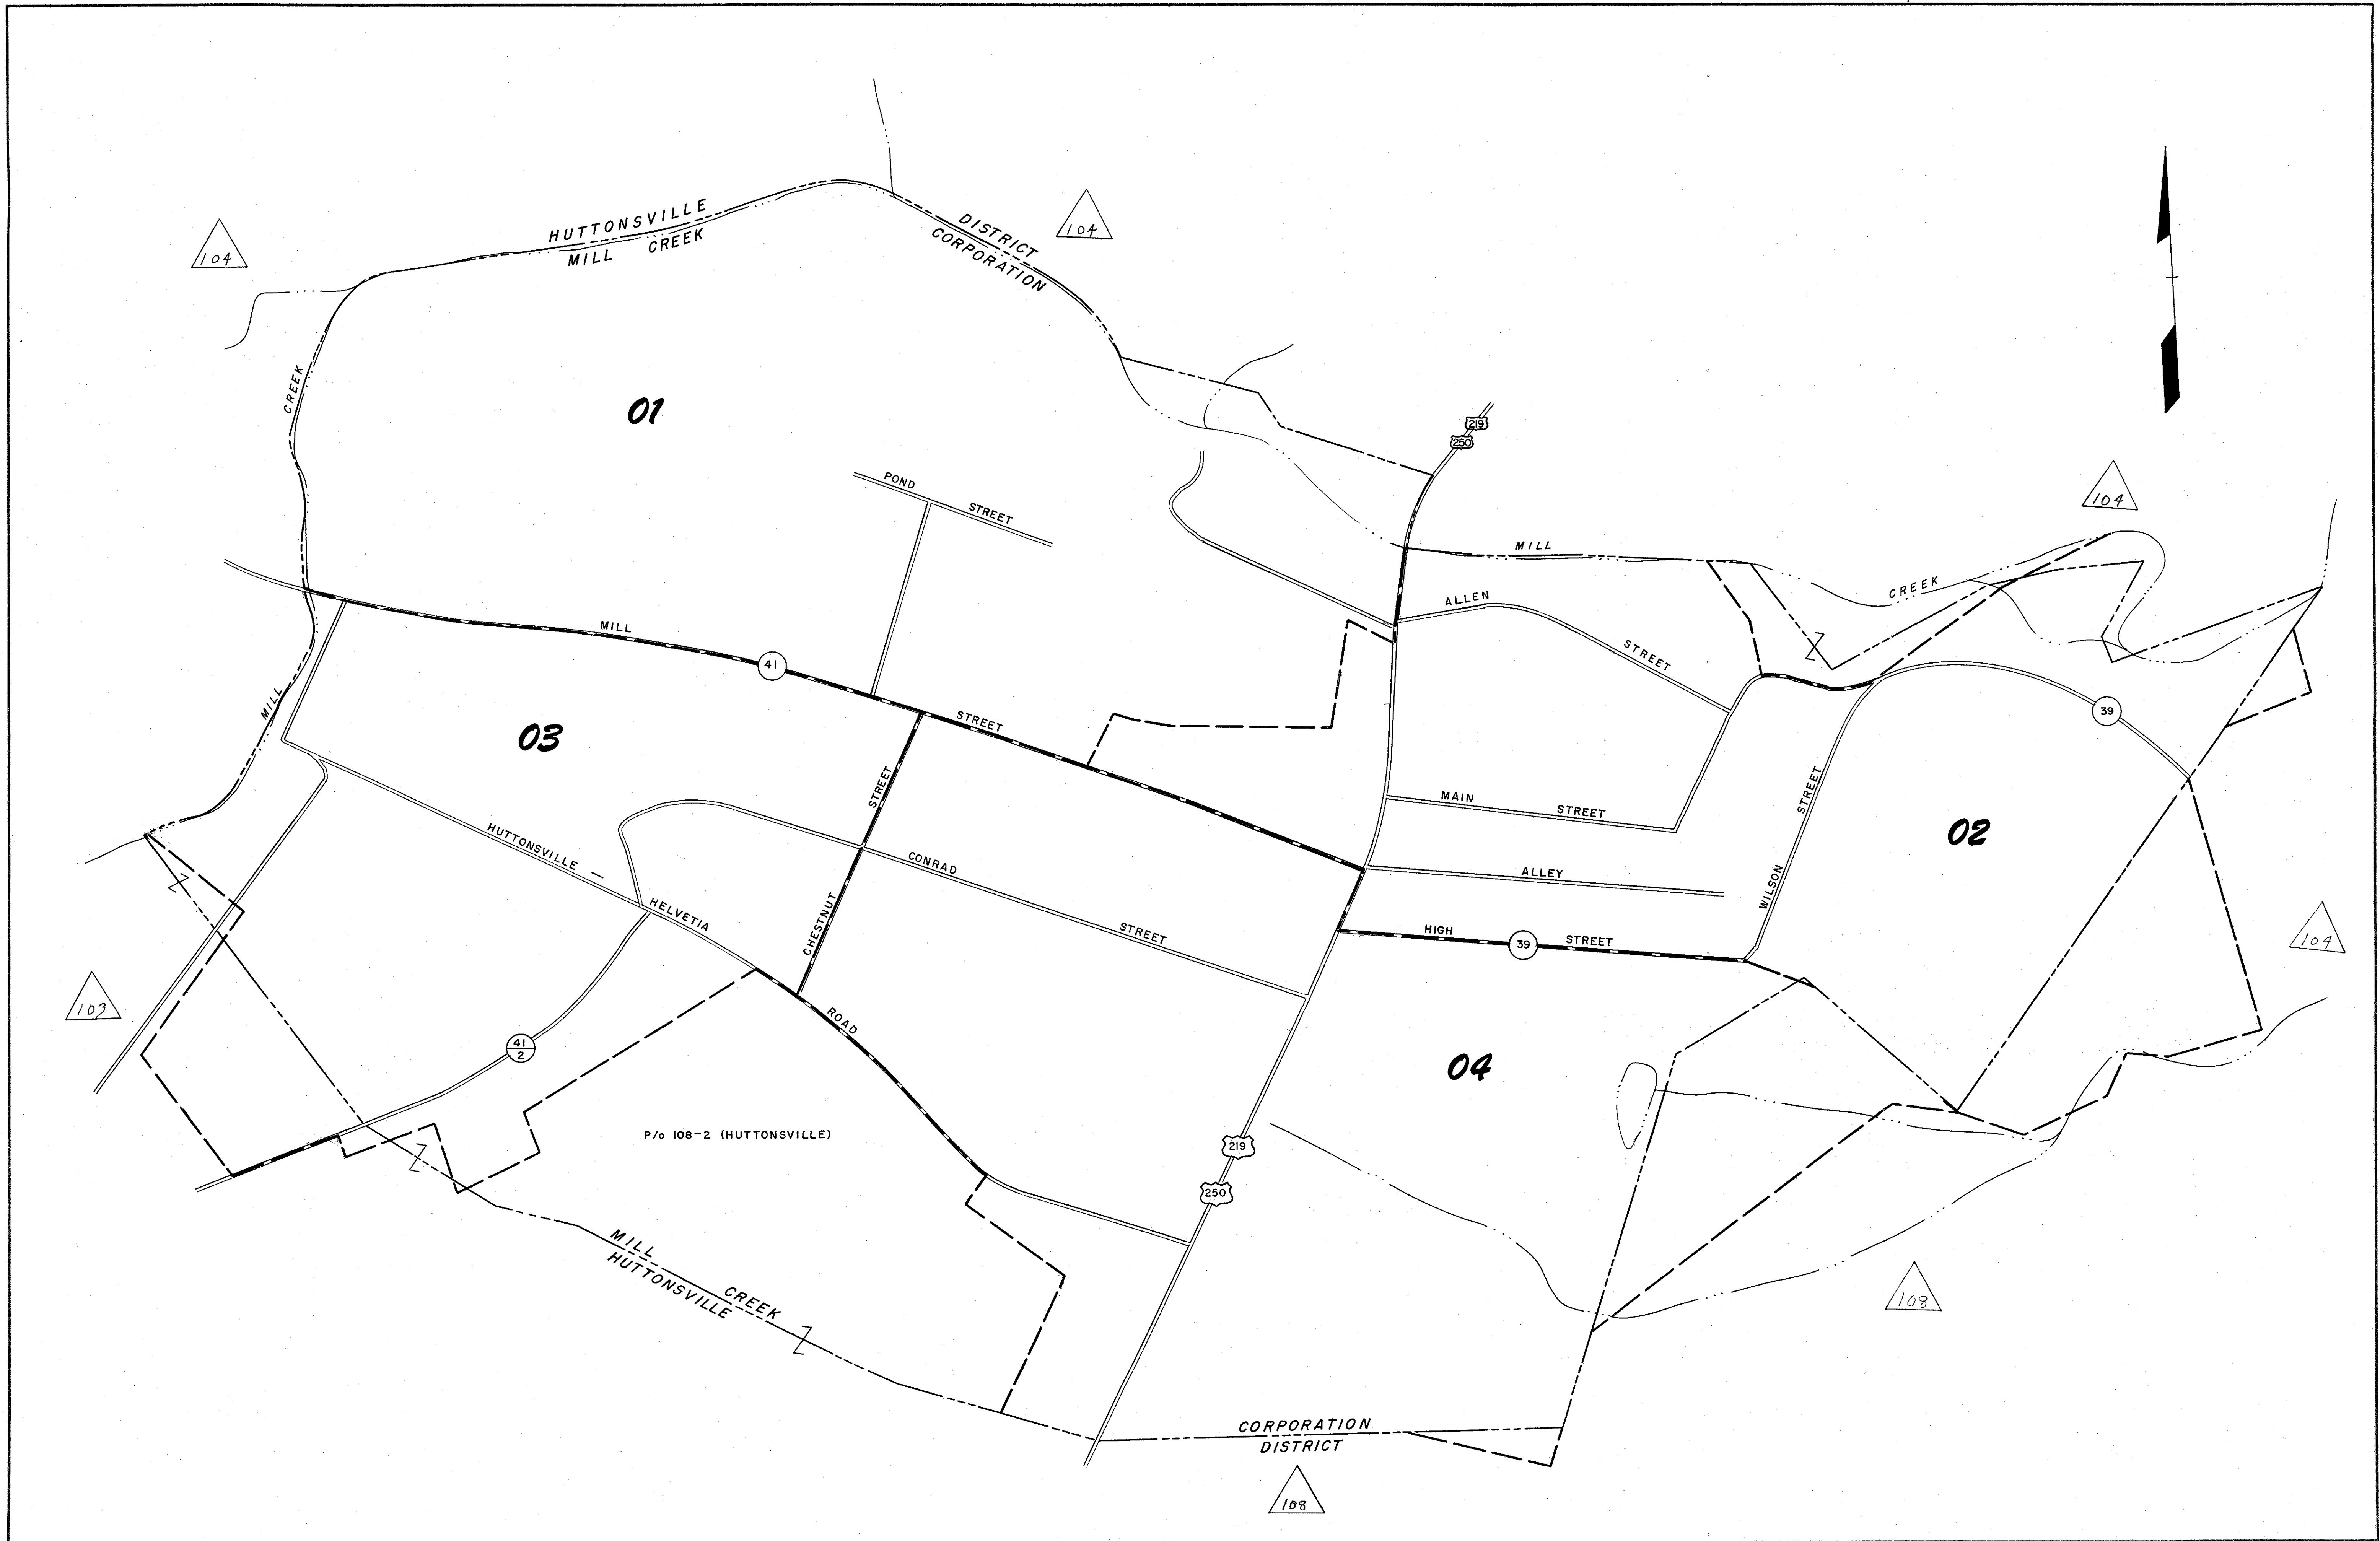 104
HUTTONSVILLE
MILL CREEK
DISTRICT
CORPORATION
104
CREEK
01
219
250
POND STREET
104
MILL
CREEK
ALLEN STREET
MILL
41
STREET
MILL
03
STREET
CHESTNUT
39
MAIN STREET
WILSON STREET
02
HUTTONSVILLE –
HELVETIA
ROAD
CONRAD STREET
ALLEY
HIGH
39
STREET
104
103
41
2
04
P/o 108-2 (HUTTONSVILLE)
219
250
MILL CREEK
HUTTONSVILLE
108
CORPORATION
DISTRICT
108